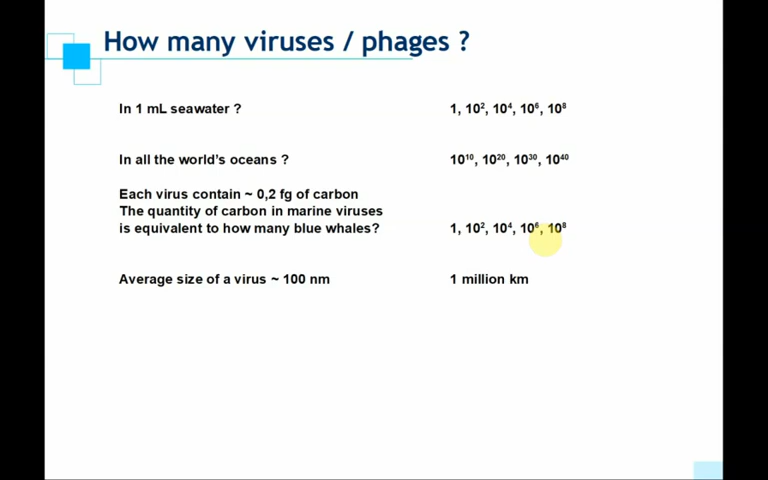 How many viruses / phages ?
In 1 mL seawater ? 1, 10², 10⁴, 10⁶, 10⁸
In all the world's oceans ? 10¹⁰, 10²⁰, 10³⁰, 10⁴⁰
Each virus contain ~ 0,2 fg of carbon
The quantity of carbon in marine viruses
is equivalent to how many blue whales? 1, 10², 10⁴, 10⁶, 10⁸
Average size of a virus ~ 100 nm 1 million km